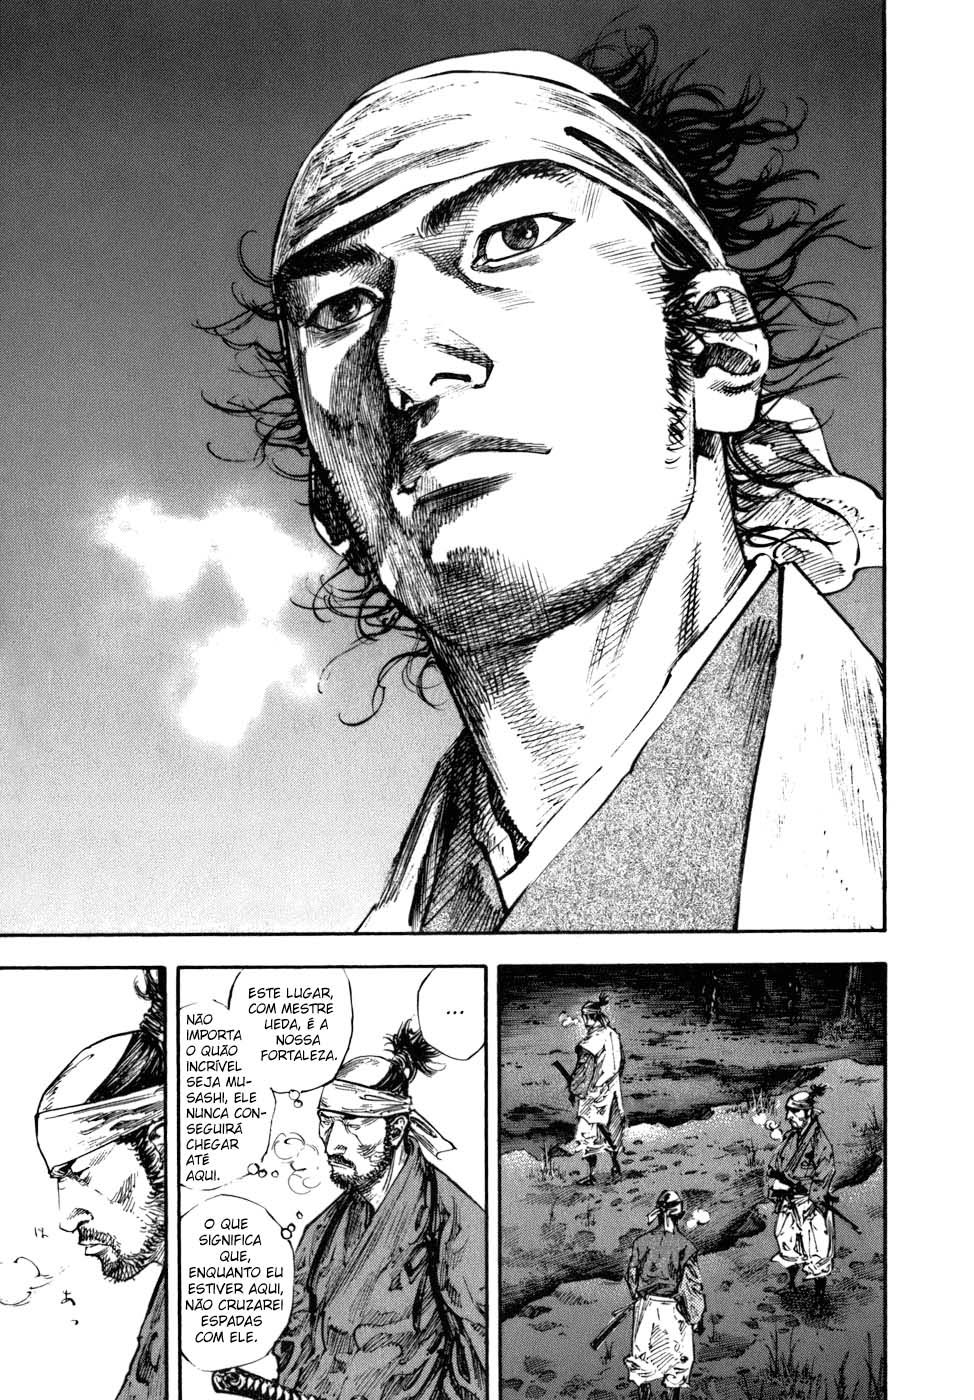 ...
ESTE LUGAR,
COM MESTRE
UEDA, É A
NOSSA
FORTALEZA.
NÃO
IMPORTA
O QUÃO
INCRÍVEL
SEJA MU-
SASHI, ELE
NUNCA CON-
SEGUIRÁ
CHEGAR
ATÉ
AQUI.
O QUE
SIGNIFICA
QUE,
ENQUANTO EU
ESTIVER AQUI,
NÃO CRUZAREI
ESPADAS
COM ELE.
は
あ